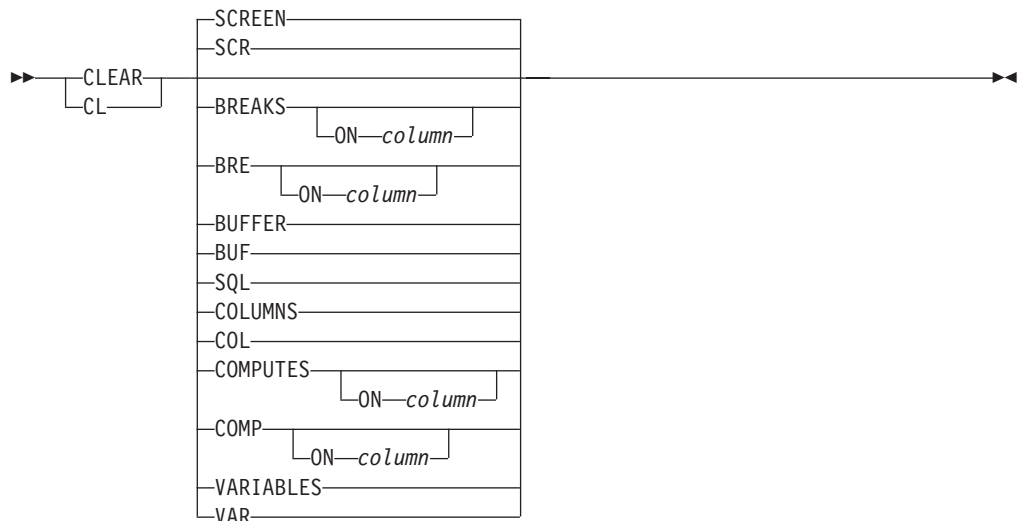 SCREEN
SCR
CLEAR
CL
BREAKS
ON column
BRE
ON column
BUFFER
BUF
SQL
COLUMNS
COL
COMPUTES
ON column
COMP
ON column
VARIABLES
VAR